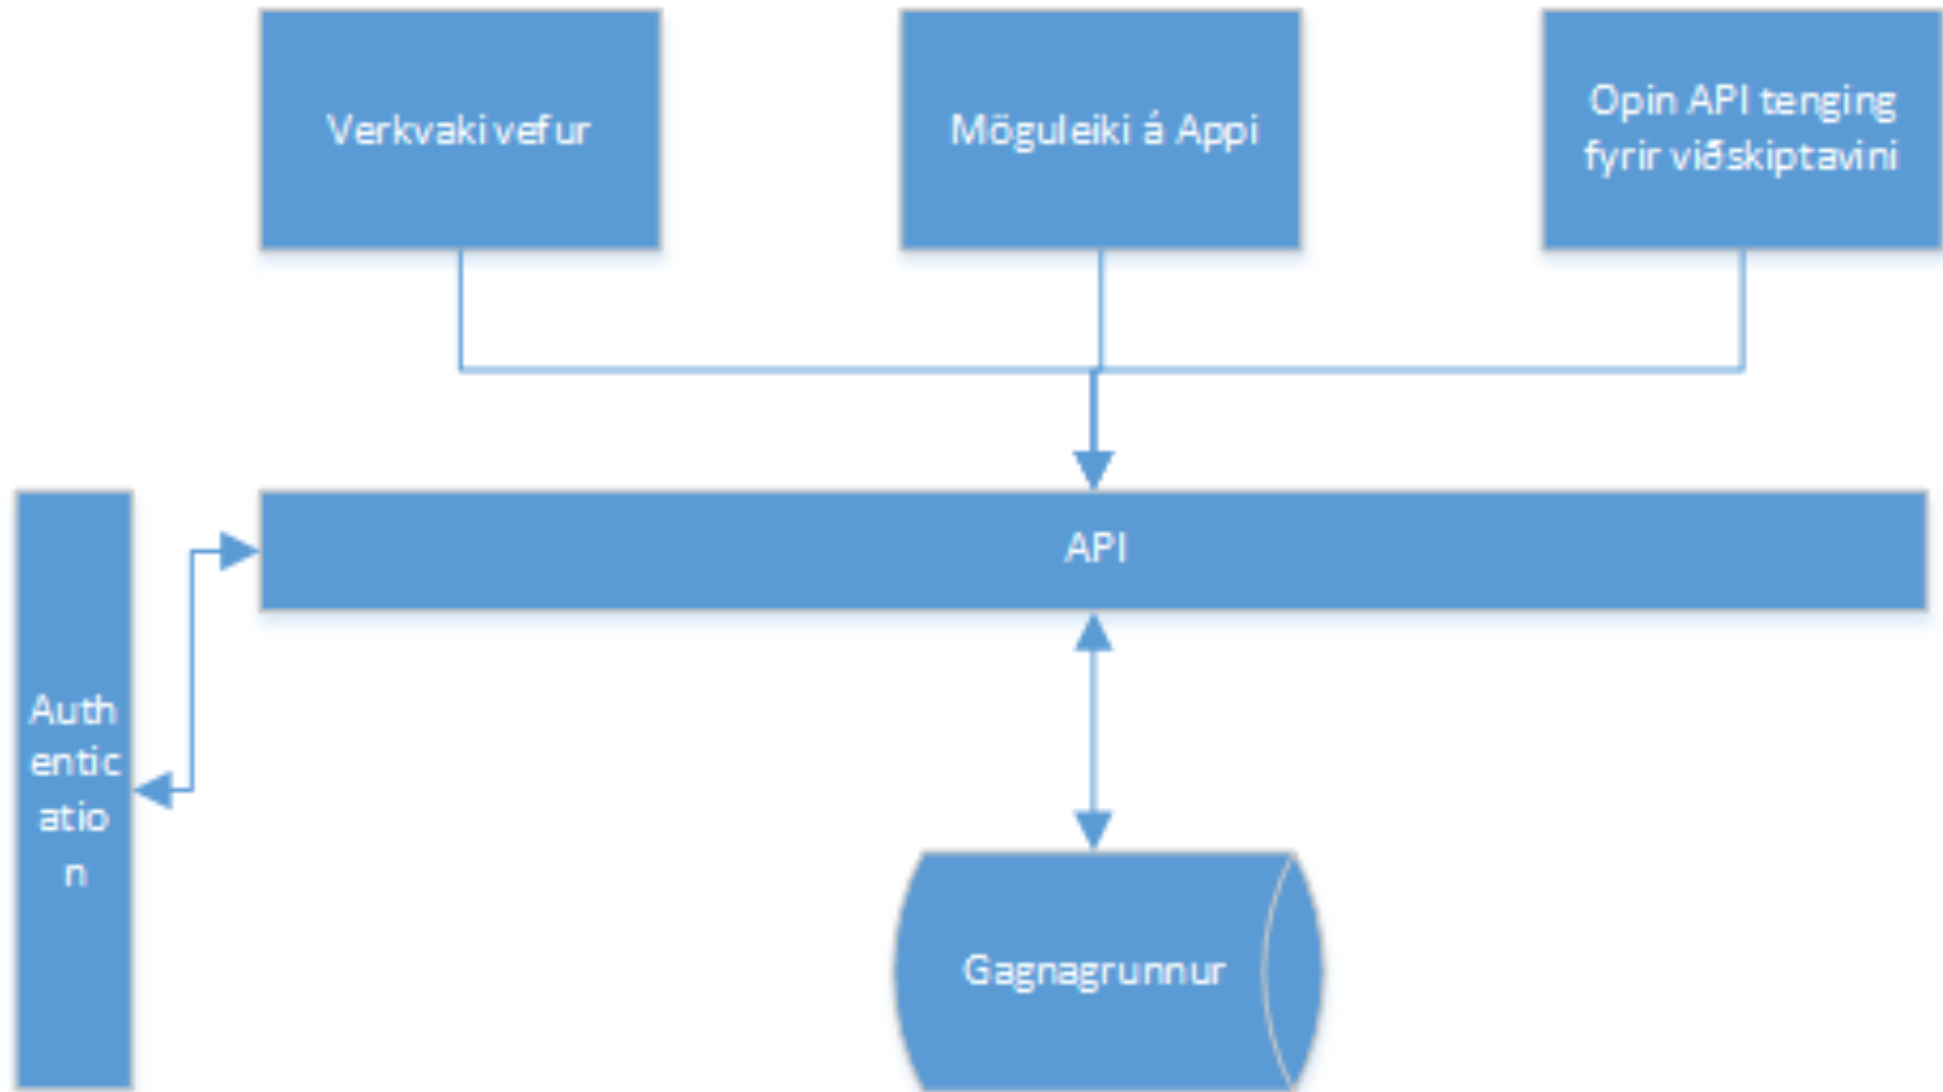 Verkvaki vefur
Möguleiki á Appi
Opin API tenging
fyrir viðskiptavini
API
Auth
entic
atio
n
Gagnagrunnur